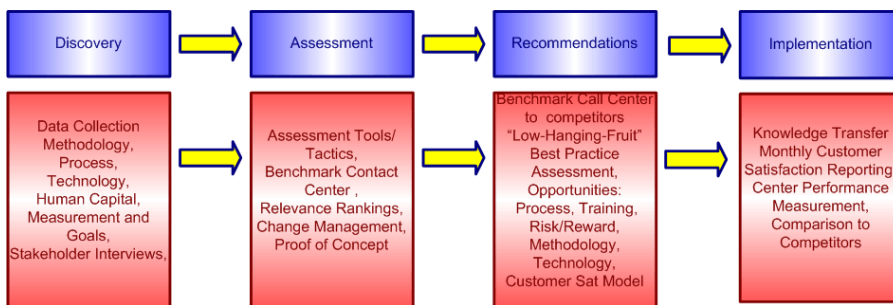 Discovery
Assessment
Recommendations
Implementation
Data Collection
Methodology,
Process,
Technology,
Human Capital,
Measurement and
Goals,
Stakeholder Interviews,
Assessment Tools/
Tactics,
Benchmark Contact
Center ,
Relevance Rankings,
Change Management,
Proof of Concept
Benchmark Call Center
to competitors
“Low-Hanging-Fruit”
Best Practice
Assessment,
Opportunities:
Process, Training,
Risk/Reward,
Methodology,
Technology,
Customer Sat Model
Knowledge Transfer
Monthly Customer
Satisfaction Reporting
Center Performance
Measurement,
Comparison to
Competitors